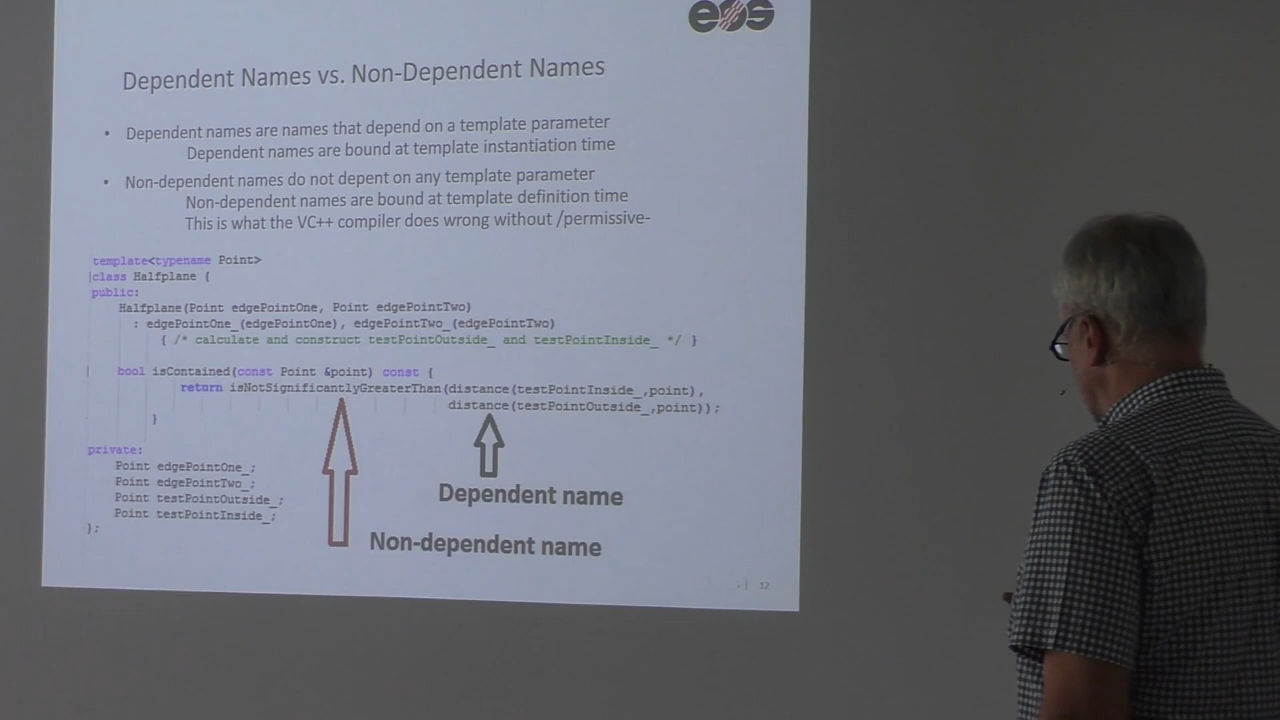 eos
Dependent Names vs. Non-Dependent Names
• Dependent names are names that depend on a template parameter
Dependent names are bound at template instantiation time
• Non-dependent names do not depent on any template parameter
Non-dependent names are bound at template definition time
This is what the VC++ compiler does wrong without /permissive-
template<typename Point>
class Halfplane {
public:
Halfplane(Point edgePointOne, Point edgePointTwo)
: edgePointOne_(edgePointOne), edgePointTwo_(edgePointTwo)
{ /* calculate and construct testPointOutside_ and testPointInside_ */ }
bool isContained(const Point &point) const {
return isNotSignificantlyGreaterThan(distance(testPointInside_,point),
distance(testPointOutside_,point));
}
private:
Point edgePointOne_;
Point edgePointTwo_;
Point testPointOutside_;
Point testPointInside_;
};
Dependent name
Non-dependent name
| 12